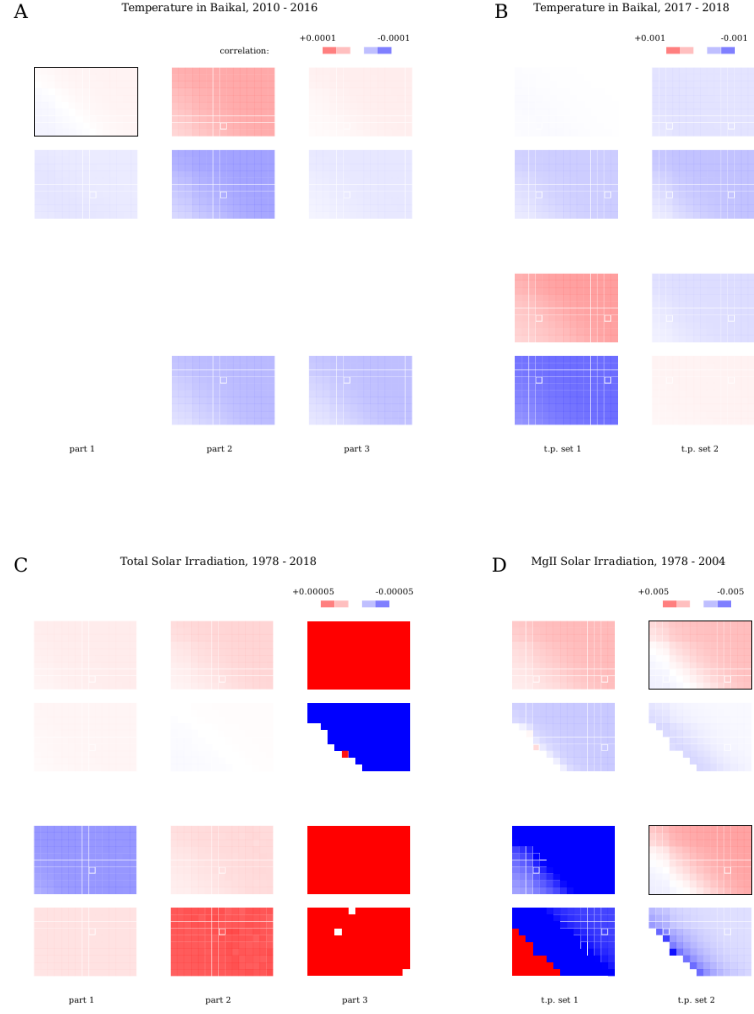 A
Temperature in Baikal, 2010 - 2016
correlation:
+0.0001
-0.0001
part 1
part 2
part 3
B
Temperature in Baikal, 2017 - 2018
+0.001
-0.001
t.p. set 1
t.p. set 2
C
Total Solar Irradiation, 1978 - 2018
+0.00005
-0.00005
part 1
part 2
part 3
D
MgII Solar Irradiation, 1978 - 2004
+0.005
-0.005
t.p. set 1
t.p. set 2